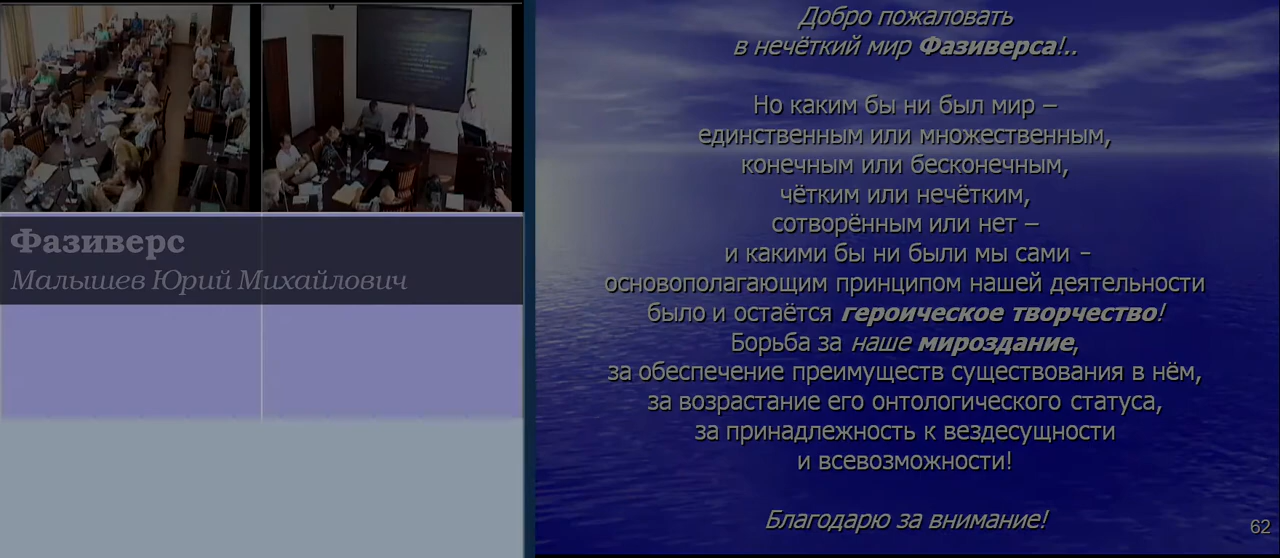 Фазиверс
Малышев Юрий Михайлович
Добро пожаловать
в нечёткий мир Фазиверса!..
Но каким бы ни был мир –
единственным или множественным,
конечным или бесконечным,
чётким или нечётким,
сотворённым или нет –
и какими бы ни были мы сами –
основополагающим принципом нашей деятельности
было и остаётся героическое творчество!
Борьба за наше мироздание,
за обеспечение преимуществ существования в нём,
за возрастание его онтологического статуса,
за принадлежность к вездесущности
и всевозможности!
Благодарю за внимание!
62